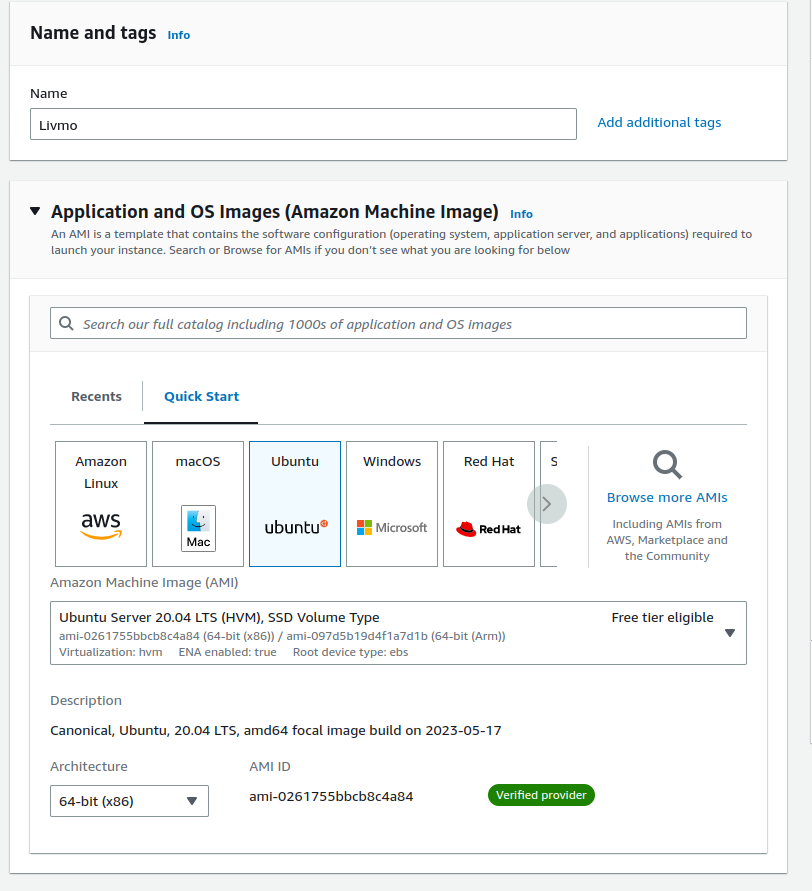 Name and tags Info
Name
Livmo
Add additional tags
Application and OS Images (Amazon Machine Image) Info
An AMI is a template that contains the software configuration (operating system, application server, and applications) required to
launch your instance. Search or Browse for AMIs if you don't see what you are looking for below
Search our full catalog including 1000s of application and OS images
Recents
Quick Start
Amazon
Linux
aws
macOS
Mac
Ubuntu
ubuntu
Windows
Microsoft
Red Hat
Red Hat
S
Browse more AMIs
Including AMIs from
AWS, Marketplace and
the Community
Amazon Machine Image (AMI)
Ubuntu Server 20.04 LTS (HVM), SSD Volume Type
Free tier eligible
ami-0261755bbcb8c4a84 (64-bit (x86)) / ami-097d5b19d4f1a7d1b (64-bit (Arm))
Virtualization: hvm ENA enabled: true Root device type: ebs
Description
Canonical, Ubuntu, 20.04 LTS, amd64 focal image build on 2023-05-17
Architecture
AMI ID
64-bit (x86)
ami-0261755bbcb8c4a84
Verified provider